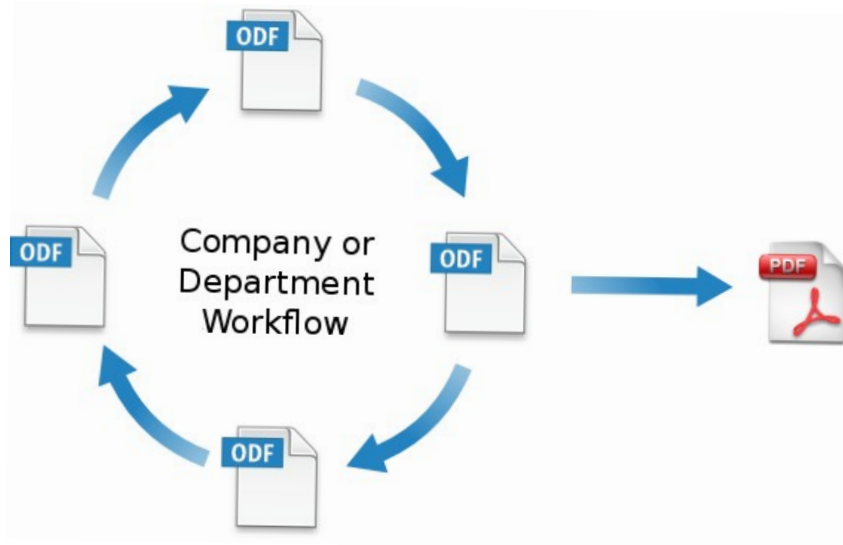 ODF
ODF
Company or
Department
Workflow
ODF
PDF
ODF